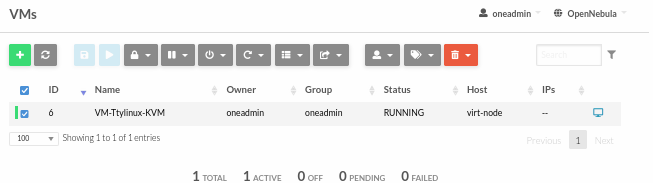 VMs
oneadmin OpenNebula
Search
ID Name Owner Group Status Host IPs
6 VM-Ttylinux-KVM oneadmin oneadmin RUNNING virt-node --
100 Showing 1 to 1 of 1 entries
Previous 1 Next
1 TOTAL 1 ACTIVE 0 OFF 0 PENDING 0 FAILED